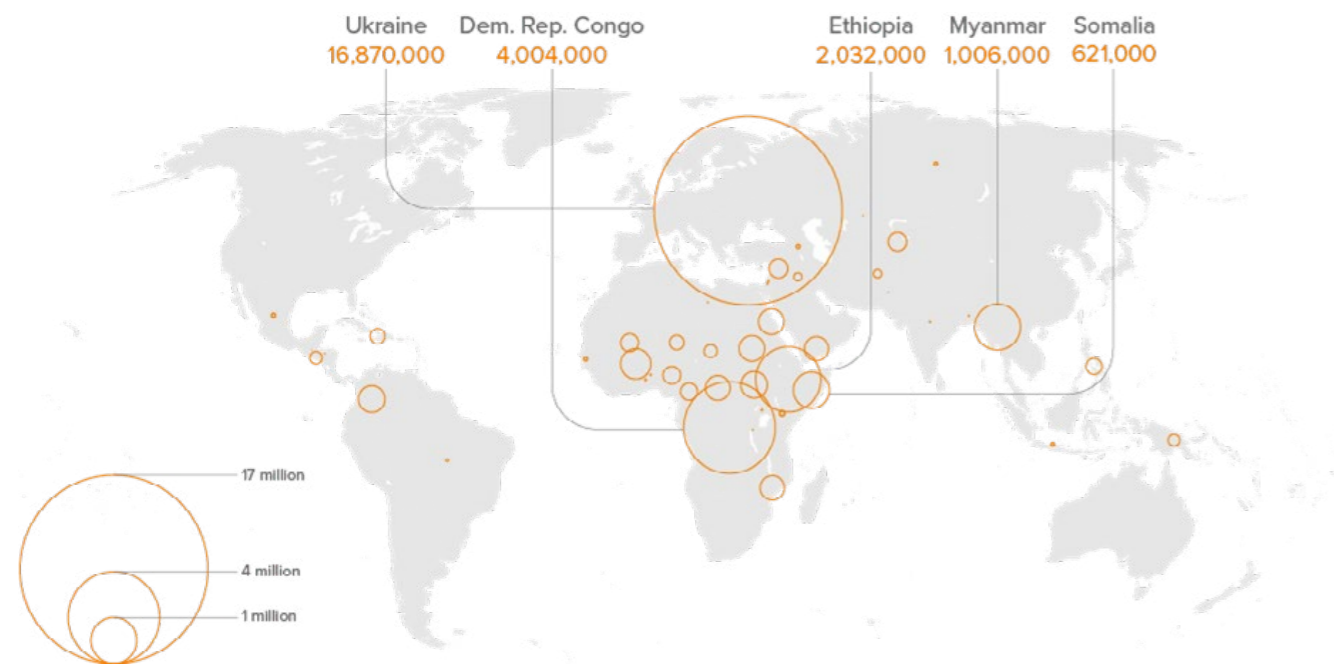 Ukraine
16,870,000
Dem. Rep. Congo
4,004,000
Ethiopia
2,032,000
Myanmar
1,006,000
Somalia
621,000
17 million
4 million
1 million